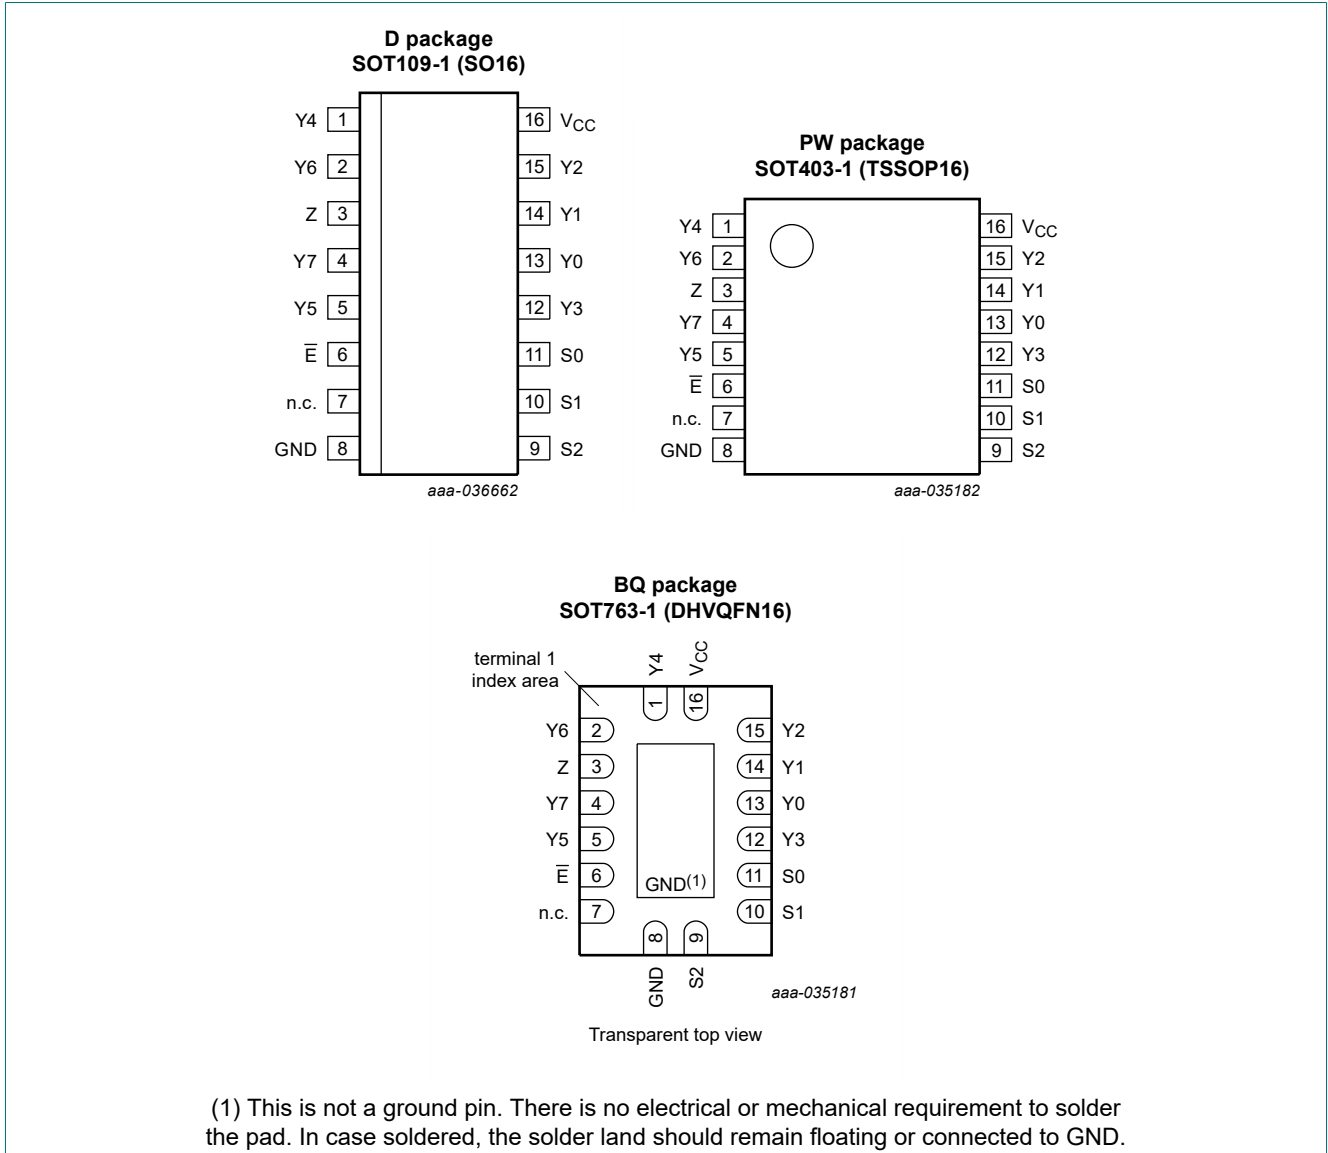 D package
SOT109-1 (SO16)
Y4 1 16 VCC
Y6 2 15 Y2
Z 3 14 Y1
Y7 4 13 Y0
Y5 5 12 Y3
E̅ 6 11 S0
n.c. 7 10 S1
GND 8 9 S2
aaa-036662
PW package
SOT403-1 (TSSOP16)
Y4 1 16 VCC
Y6 2 15 Y2
Z 3 14 Y1
Y7 4 13 Y0
Y5 5 12 Y3
E̅ 6 11 S0
n.c. 7 10 S1
GND 8 9 S2
aaa-035182
BQ package
SOT763-1 (DHVQFN16)
terminal 1
index area
Y4 VCC
1 16
Y6 2 15 Y2
Z 3 14 Y1
Y7 4 13 Y0
Y5 5 12 Y3
E̅ 6 11 S0
GND(1)
n.c. 7 10 S1
8 9
GND S2
aaa-035181
Transparent top view
(1) This is not a ground pin. There is no electrical or mechanical requirement to solder
the pad. In case soldered, the solder land should remain floating or connected to GND.